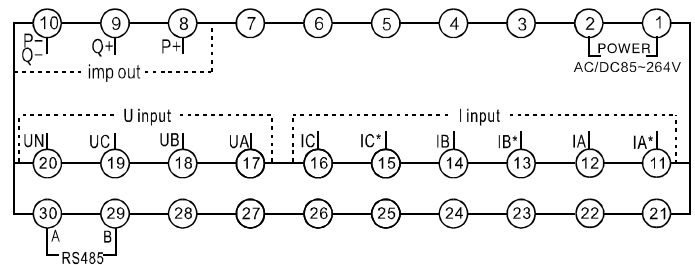 10 9 8 7 6 5 4 3 2 1
P− Q+ P+
Q−
POWER
AC/DC85~264V
imp out
U input I input
UN UC UB UA IC IC* IB IB* IA IA*
20 19 18 17 16 15 14 13 12 11
30 29 28 27 26 25 24 23 22 21
A B
RS485